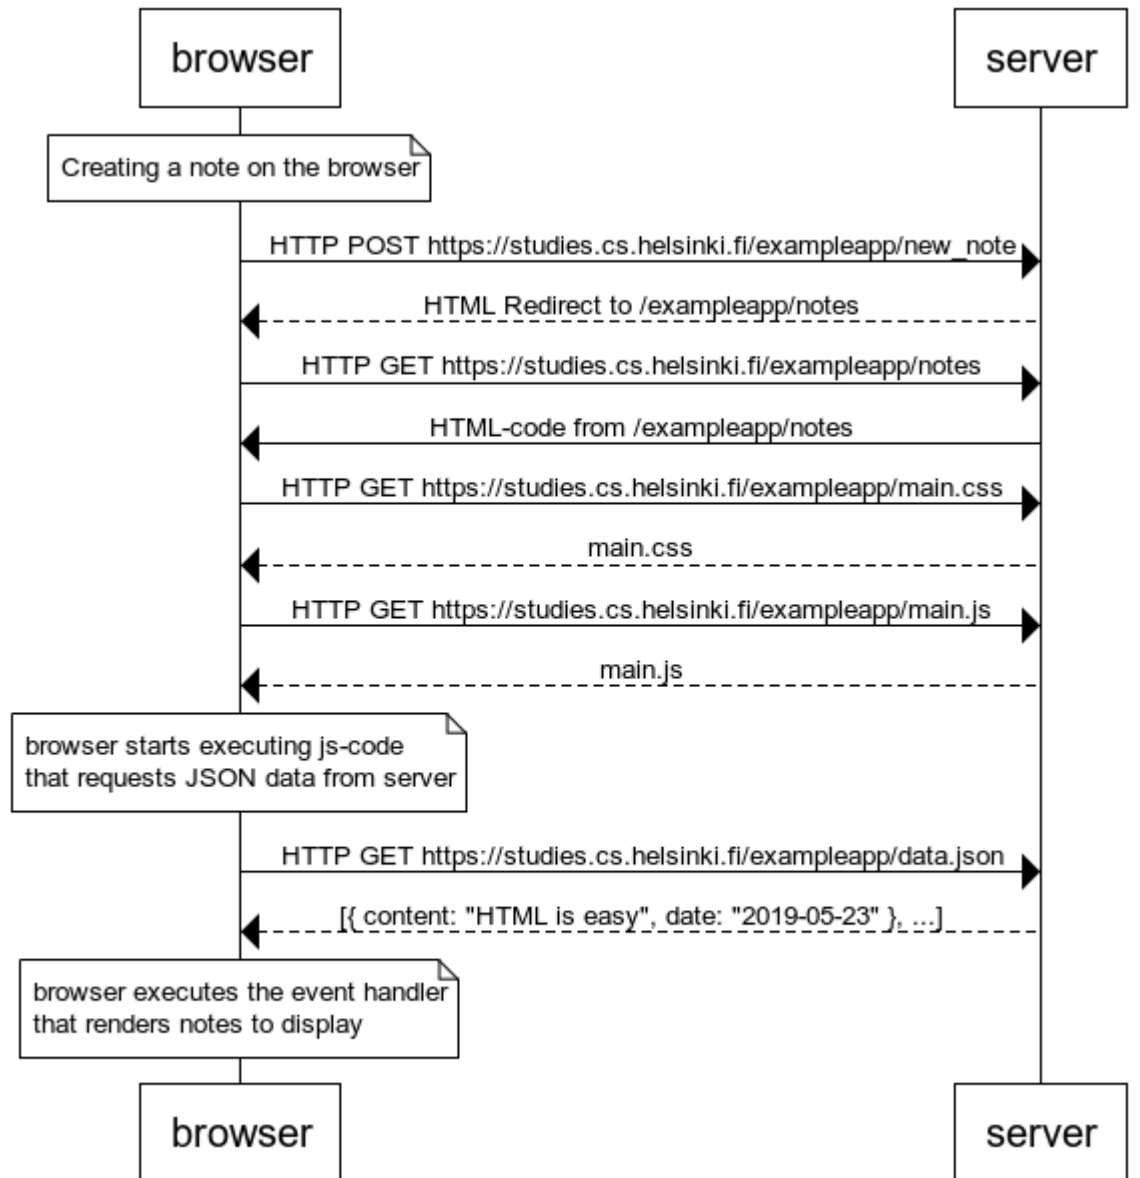 browser
server
Creating a note on the browser
HTTP POST https://studies.cs.helsinki.fi/exampleapp/new_note
HTML Redirect to /exampleapp/notes
HTTP GET https://studies.cs.helsinki.fi/exampleapp/notes
HTML-code from /exampleapp/notes
HTTP GET https://studies.cs.helsinki.fi/exampleapp/main.css
main.css
HTTP GET https://studies.cs.helsinki.fi/exampleapp/main.js
main.js
browser starts executing js-code
that requests JSON data from server
HTTP GET https://studies.cs.helsinki.fi/exampleapp/data.json
[{ content: "HTML is easy", date: "2019-05-23" }, ...]
browser executes the event handler
that renders notes to display
browser
server